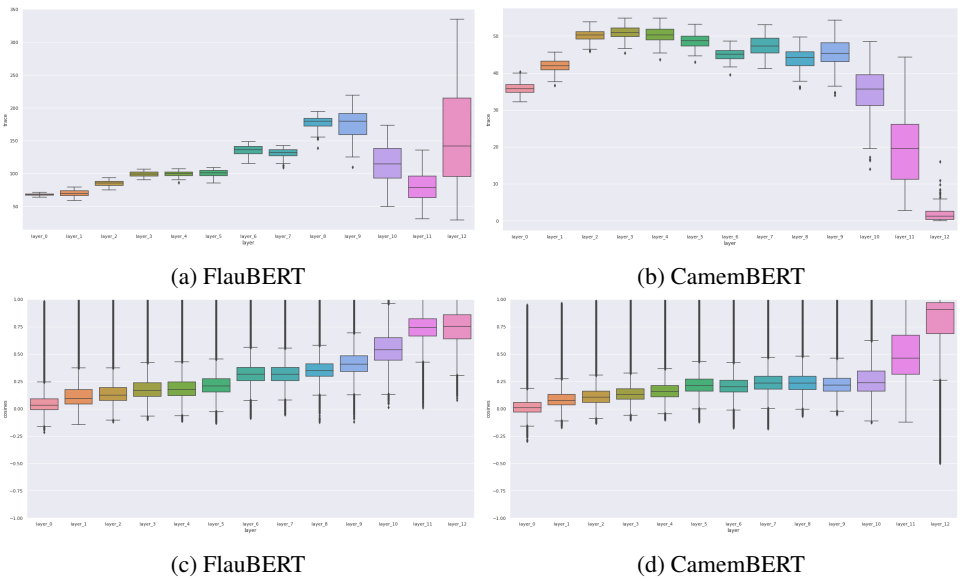 350
300
250
200
150
100
50
trace
layer_0 layer_1 layer_2 layer_3 layer_4 layer_5 layer_6 layer_7 layer_8 layer_9 layer_10 layer_11 layer_12
layer
(a) FlauBERT
50
40
30
20
10
0
trace
layer_0 layer_1 layer_2 layer_3 layer_4 layer_5 layer_6 layer_7 layer_8 layer_9 layer_10 layer_11 layer_12
layer
(b) CamemBERT
1.00
0.75
0.50
0.25
0.00
−0.25
−0.50
−0.75
−1.00
cosines
layer_0 layer_1 layer_2 layer_3 layer_4 layer_5 layer_6 layer_7 layer_8 layer_9 layer_10 layer_11 layer_12
layer
(c) FlauBERT
1.00
0.75
0.50
0.25
0.00
−0.25
−0.50
−0.75
−1.00
cosines
layer_0 layer_1 layer_2 layer_3 layer_4 layer_5 layer_6 layer_7 layer_8 layer_9 layer_10 layer_11 layer_12
layer
(d) CamemBERT